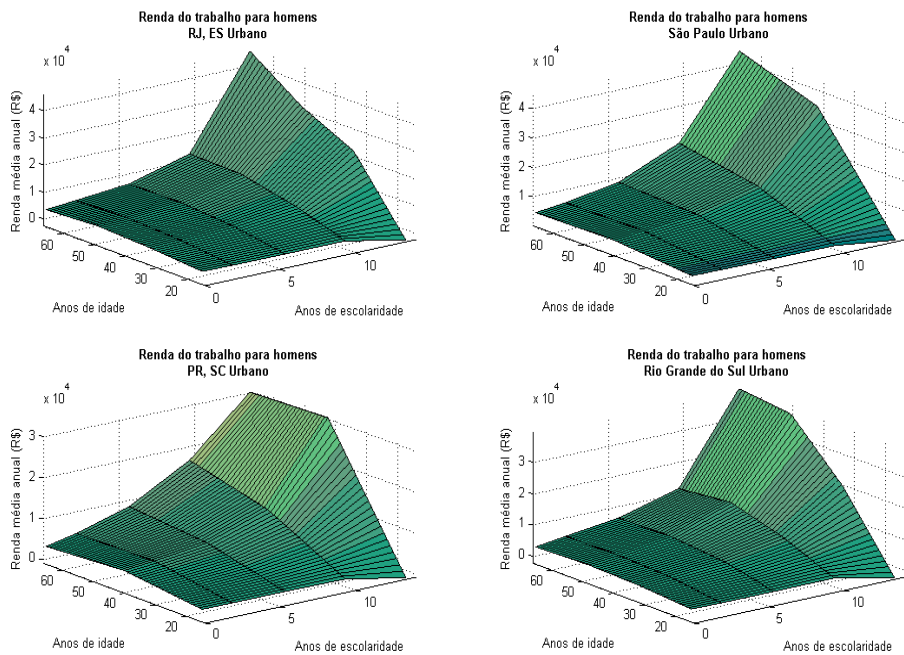 Renda do trabalho para homens
RJ, ES Urbano
x 10 4
Renda média anual (R$)
4
3
2
1
0
60
50
40
30
20
0
5
10
Anos de idade
Anos de escolaridade
Renda do trabalho para homens
São Paulo Urbano
x 10 4
Renda média anual (R$)
4
3
2
1
60
50
40
30
20
0
5
10
Anos de idade
Anos de escolaridade
Renda do trabalho para homens
PR, SC Urbano
x 10 4
Renda média anual (R$)
3
2
1
0
60
50
40
30
20
0
5
10
Anos de idade
Anos de escolaridade
Renda do trabalho para homens
Rio Grande do Sul Urbano
x 10 4
Renda média anual (R$)
3
2
1
0
60
50
40
30
20
0
5
10
Anos de idade
Anos de escolaridade